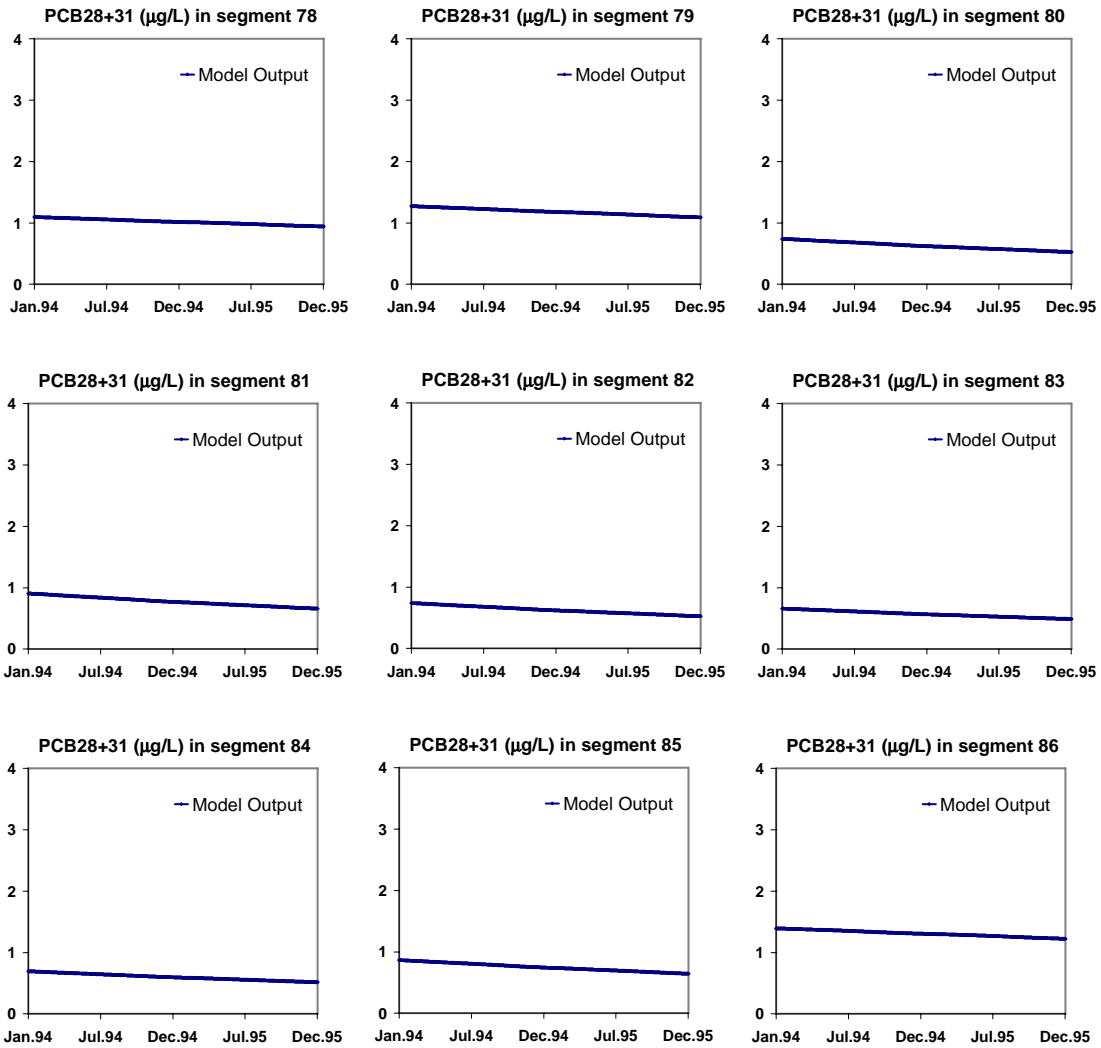 PCB28+31 (µg/L) in segment 78
4
3
2
1
0
Model Output
Jan.94 Jul.94 Dec.94 Jul.95 Dec.95
PCB28+31 (µg/L) in segment 79
4
3
2
1
0
Model Output
Jan.94 Jul.94 Dec.94 Jul.95 Dec.95
PCB28+31 (µg/L) in segment 80
4
3
2
1
0
Model Output
Jan.94 Jul.94 Dec.94 Jul.95 Dec.95
PCB28+31 (µg/L) in segment 81
4
3
2
1
0
Model Output
Jan.94 Jul.94 Dec.94 Jul.95 Dec.95
PCB28+31 (µg/L) in segment 82
4
3
2
1
0
Model Output
Jan.94 Jul.94 Dec.94 Jul.95 Dec.95
PCB28+31 (µg/L) in segment 83
4
3
2
1
0
Model Output
Jan.94 Jul.94 Dec.94 Jul.95 Dec.95
PCB28+31 (µg/L) in segment 84
4
3
2
1
0
Model Output
Jan.94 Jul.94 Dec.94 Jul.95 Dec.95
PCB28+31 (µg/L) in segment 85
4
3
2
1
0
Model Output
Jan.94 Jul.94 Dec.94 Jul.95 Dec.95
PCB28+31 (µg/L) in segment 86
4
3
2
1
0
Model Output
Jan.94 Jul.94 Dec.94 Jul.95 Dec.95